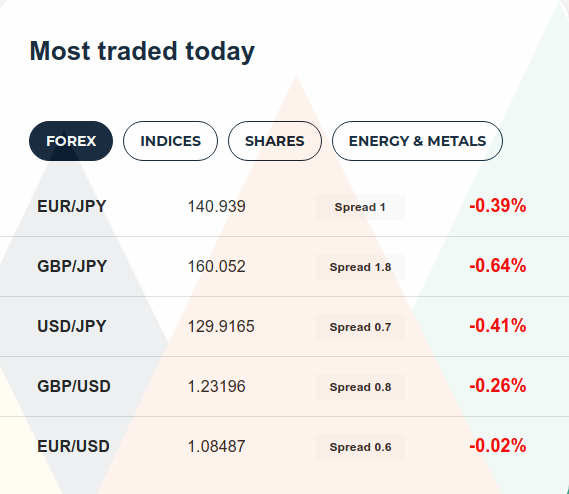 Most traded today
FOREX INDICES SHARES ENERGY & METALS
EUR/JPY 140.939 Spread 1 -0.39%
GBP/JPY 160.052 Spread 1.8 -0.64%
USD/JPY 129.9165 Spread 0.7 -0.41%
GBP/USD 1.23196 Spread 0.8 -0.26%
EUR/USD 1.08487 Spread 0.6 -0.02%